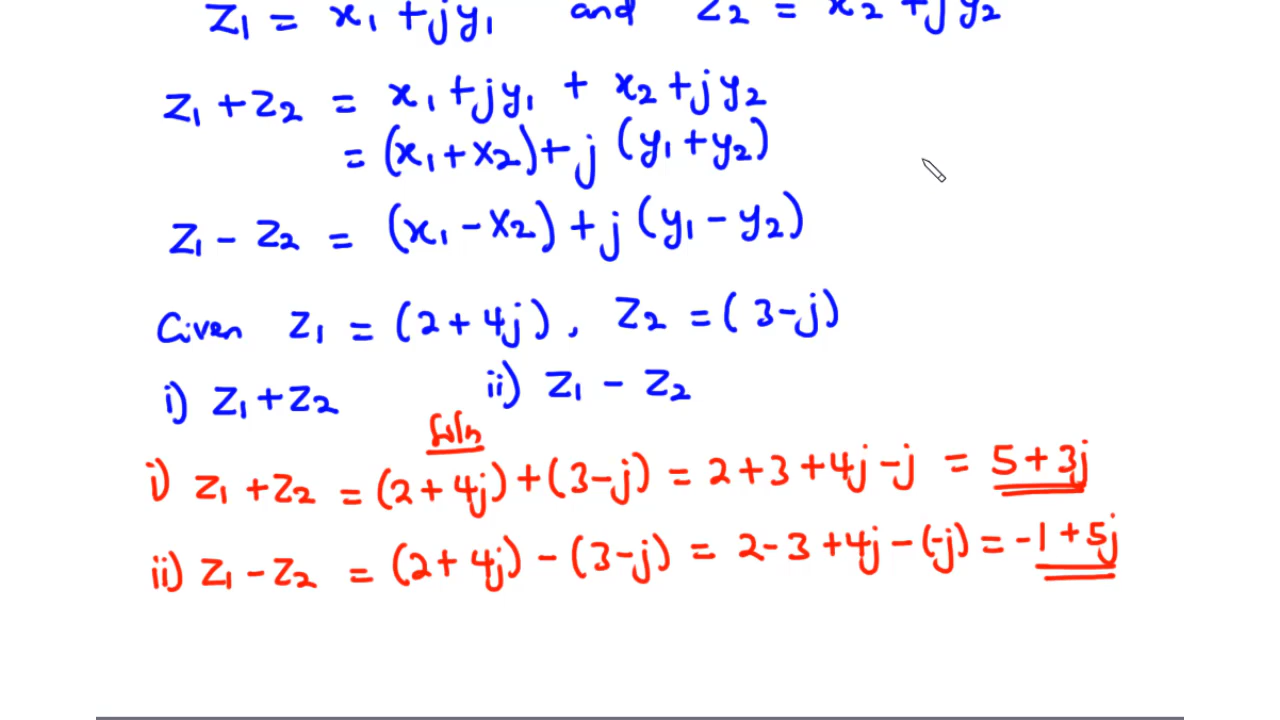 z₁ = x₁ + jy₁ and z₂ = x₂ + jy₂
z₁ + z₂ = x₁ + jy₁ + x₂ + jy₂
= (x₁ + x₂) + j (y₁ + y₂)
z₁ - z₂ = (x₁ - x₂) + j (y₁ - y₂)
Given z₁ = (2 + 4j), z₂ = (3 - j)
i) z₁ + z₂ ii) z₁ - z₂
Soln
i) z₁ + z₂ = (2 + 4j) + (3 - j) = 2 + 3 + 4j - j = 5 + 3j
ii) z₁ - z₂ = (2 + 4j) - (3 - j) = 2 - 3 + 4j - (-j) = -1 + 5j